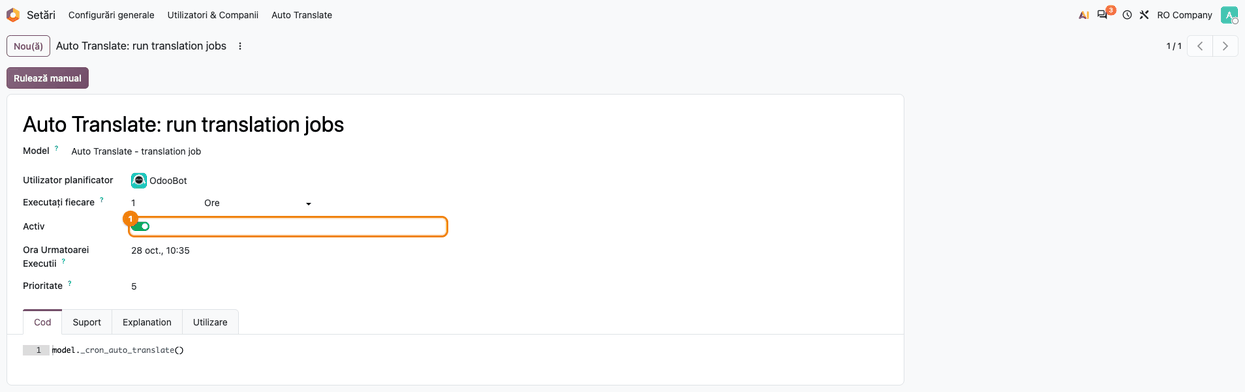 Setări Configurări generale Utilizatori & Companii Auto Translate AI 3 RO Company A
Nou(ă) Auto Translate: run translation jobs 1 / 1
Rulează manual
Auto Translate: run translation jobs
Model ? Auto Translate - translation job
Utilizator planificator OdooBot
Executați fiecare ? 1 Ore
1
Activ
Ora Urmatoarei 28 oct., 10:35
Executii ?
Prioritate ? 5
Cod Suport Explanation Utilizare
1 model._cron_auto_translate()